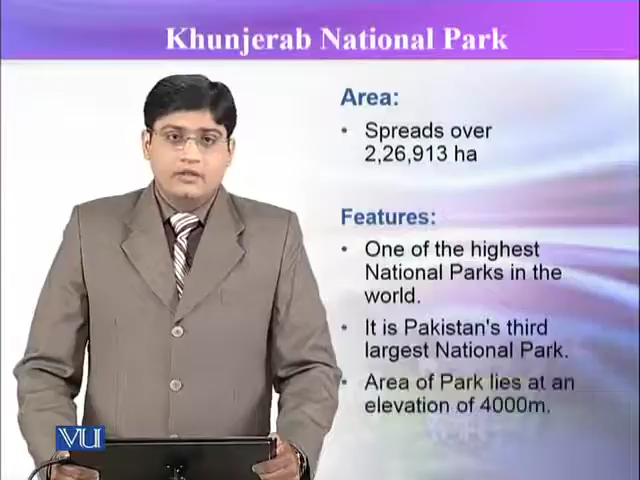 Khunjerab National Park
Area:
• Spreads over
2,26,913 ha
Features:
• One of the highest
National Parks in the
world.
• It is Pakistan's third
largest National Park.
• Area of Park lies at an
elevation of 4000m.
VU